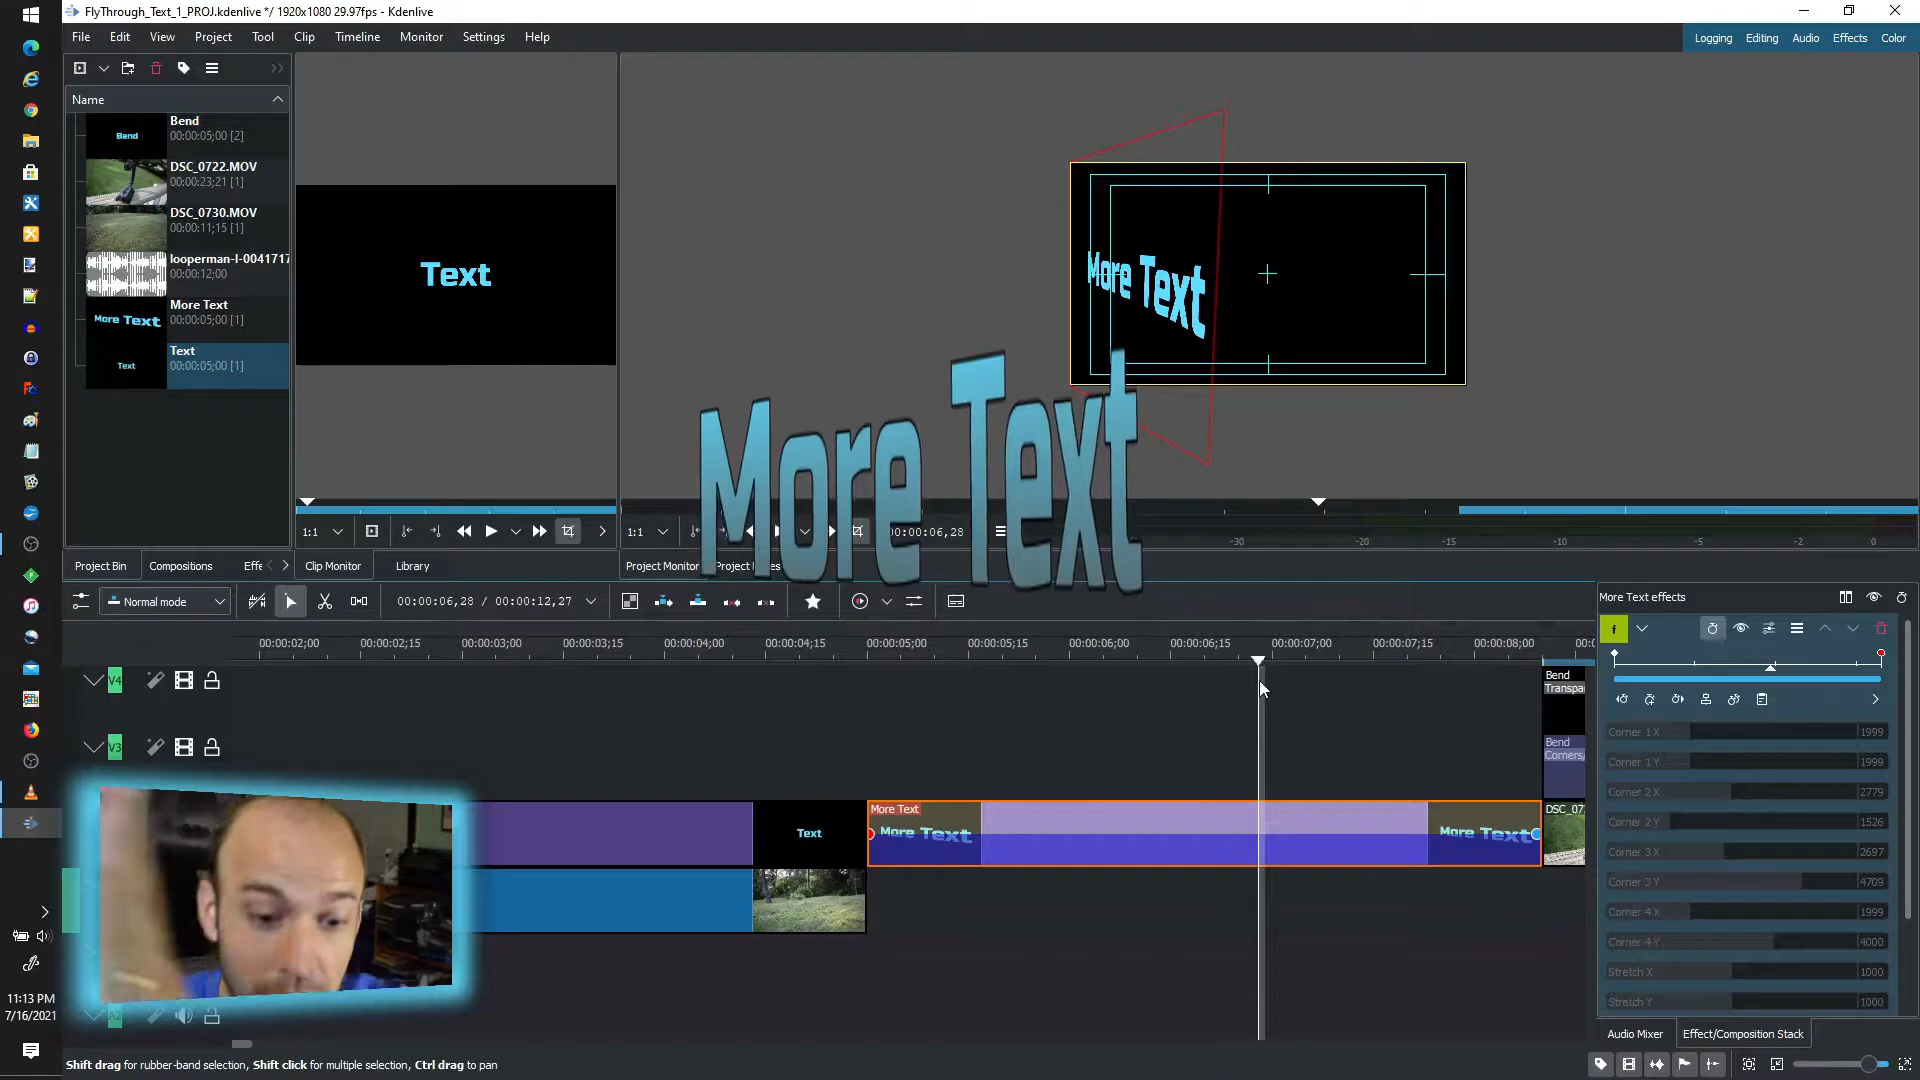 FlyThrough_Text_1_PROJ.kdenlive */ 1920x1080 29.97fps - Kdenlive
File Edit View Project Tool Clip Timeline Monitor Settings Help
Logging Editing Audio Effects Color
Name
Bend
Bend
00:00:05;00 [2]
DSC_0722.MOV
00:00:23;21 [1]
DSC_0730.MOV
00:00:11;15 [1]
looperman-l-0041717
00:00:12;00
More Text
More Text
00:00:05;00 [1]
Text
Text
00:00:05;00 [1]
Text
More Text
More Text
1:1
1:1
00:00:06,28
-30 -20 -15 -10 -5 -2 0
Project Bin Compositions Effe
Clip Monitor Library
Project Monitor
Normal mode
00:00:06,28 / 00:00:12,27
00:00:02;00 00:00:02;15 00:00:03;00 00:00:03;15 00:00:04;00 00:00:04;15 00:00:05;00 00:00:05;15 00:00:06;00 00:00:06;15 00:00:07;00 00:00:07;15 00:00:08;00
V4
V3
Bend
Transpa
Bend
Corners/
Text
More Text
More Text
More Text
DSC_07
A2
More Text effects
f
Corner 1 X 1999
Corner 1 Y 1999
Corner 2 X 2779
Corner 2 Y 1526
Corner 3 X 2697
Corner 3 Y 4709
Corner 4 X 1999
Corner 4 Y 4000
Stretch X 1000
Stretch Y 1000
Audio Mixer Effect/Composition Stack
11:13 PM
7/16/2021
Shift drag for rubber-band selection, Shift click for multiple selection, Ctrl drag to pan